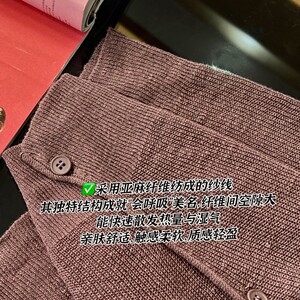 ✅采用亚麻纤维纺成的纱线
其独特结构成就"会呼吸"美名,纤维间空隙大
能快速散发热量与湿气
亲肤舒适,触感柔软,质感轻盈